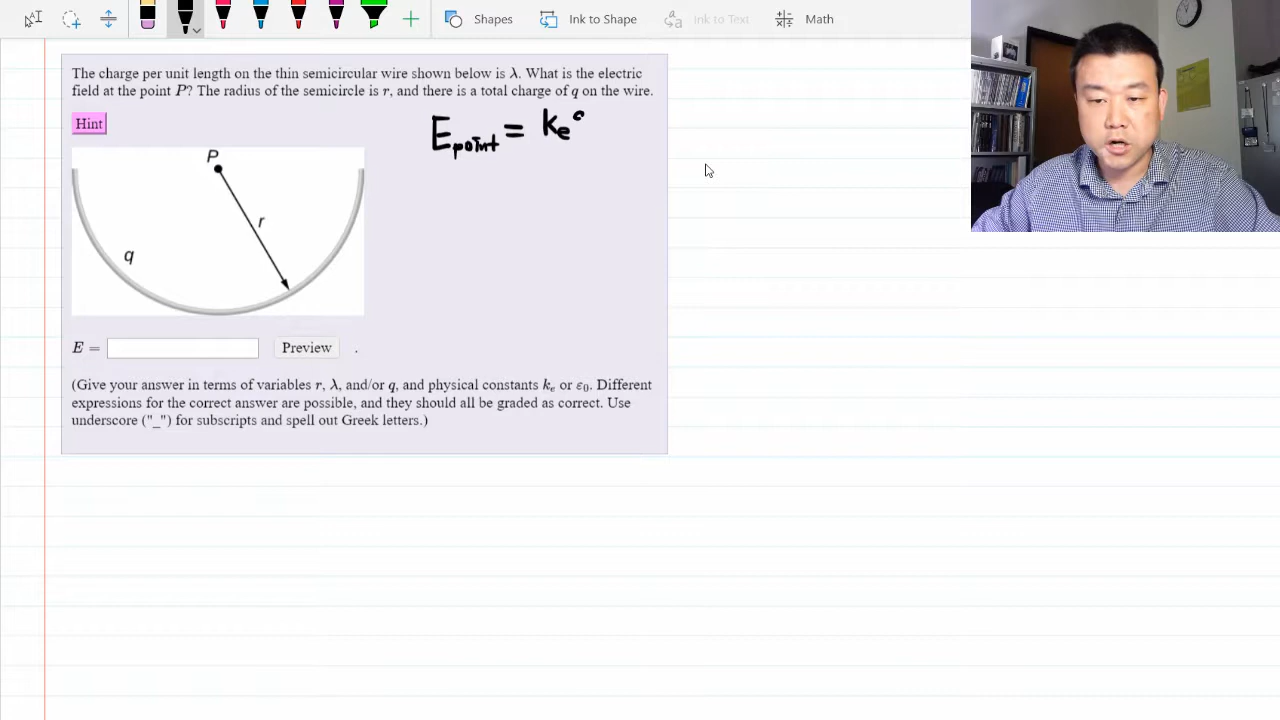 Shapes Ink to Shape Ink to Text Math
The charge per unit length on the thin semicircular wire shown below is λ. What is the electric
field at the point P? The radius of the semicircle is r, and there is a total charge of q on the wire.
Hint
E_point = k_e
P
r
q
E =
Preview .
(Give your answer in terms of variables r, λ, and/or q, and physical constants k_e or ε_0. Different
expressions for the correct answer are possible, and they should all be graded as correct. Use
underscore ("_") for subscripts and spell out Greek letters.)